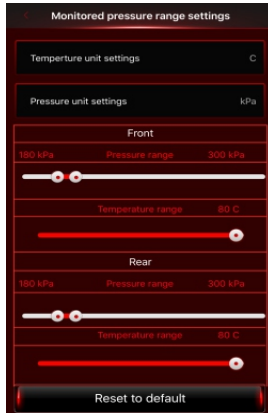 Monitored pressure range settings
Temperture unit settings C
Pressure unit settings kPa
Front
180 kPa Pressure range 300 kPa
Temperature range 80 C
Rear
180 kPa Pressure range 300 kPa
Temperature range 80 C
Reset to default